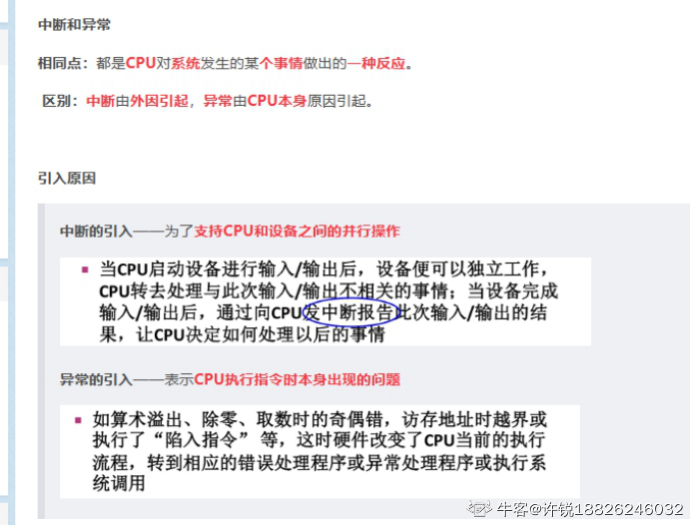 中断和异常
相同点：都是CPU对系统发生的某个事情做出的一种反应。
区别：中断由外因引起，异常由CPU本身原因引起。
引入原因
中断的引入——为了支持CPU和设备之间的并行操作
当CPU启动设备进行输入/输出后，设备便可以独立工作，
CPU转去处理与此次输入/输出不相关的事情；当设备完成
输入/输出后，通过向CPU发中断报告此次输入/输出的结
果，让CPU决定如何处理以后的事情
异常的引入——表示CPU执行指令时本身出现的问题
如算术溢出、除零、取数时的奇偶错，访存地址时越界或
执行了“陷入指令”等，这时硬件改变了CPU当前的执行
流程，转到相应的错误处理程序或异常处理程序或执行系
统调用
牛客@许锐18826246032